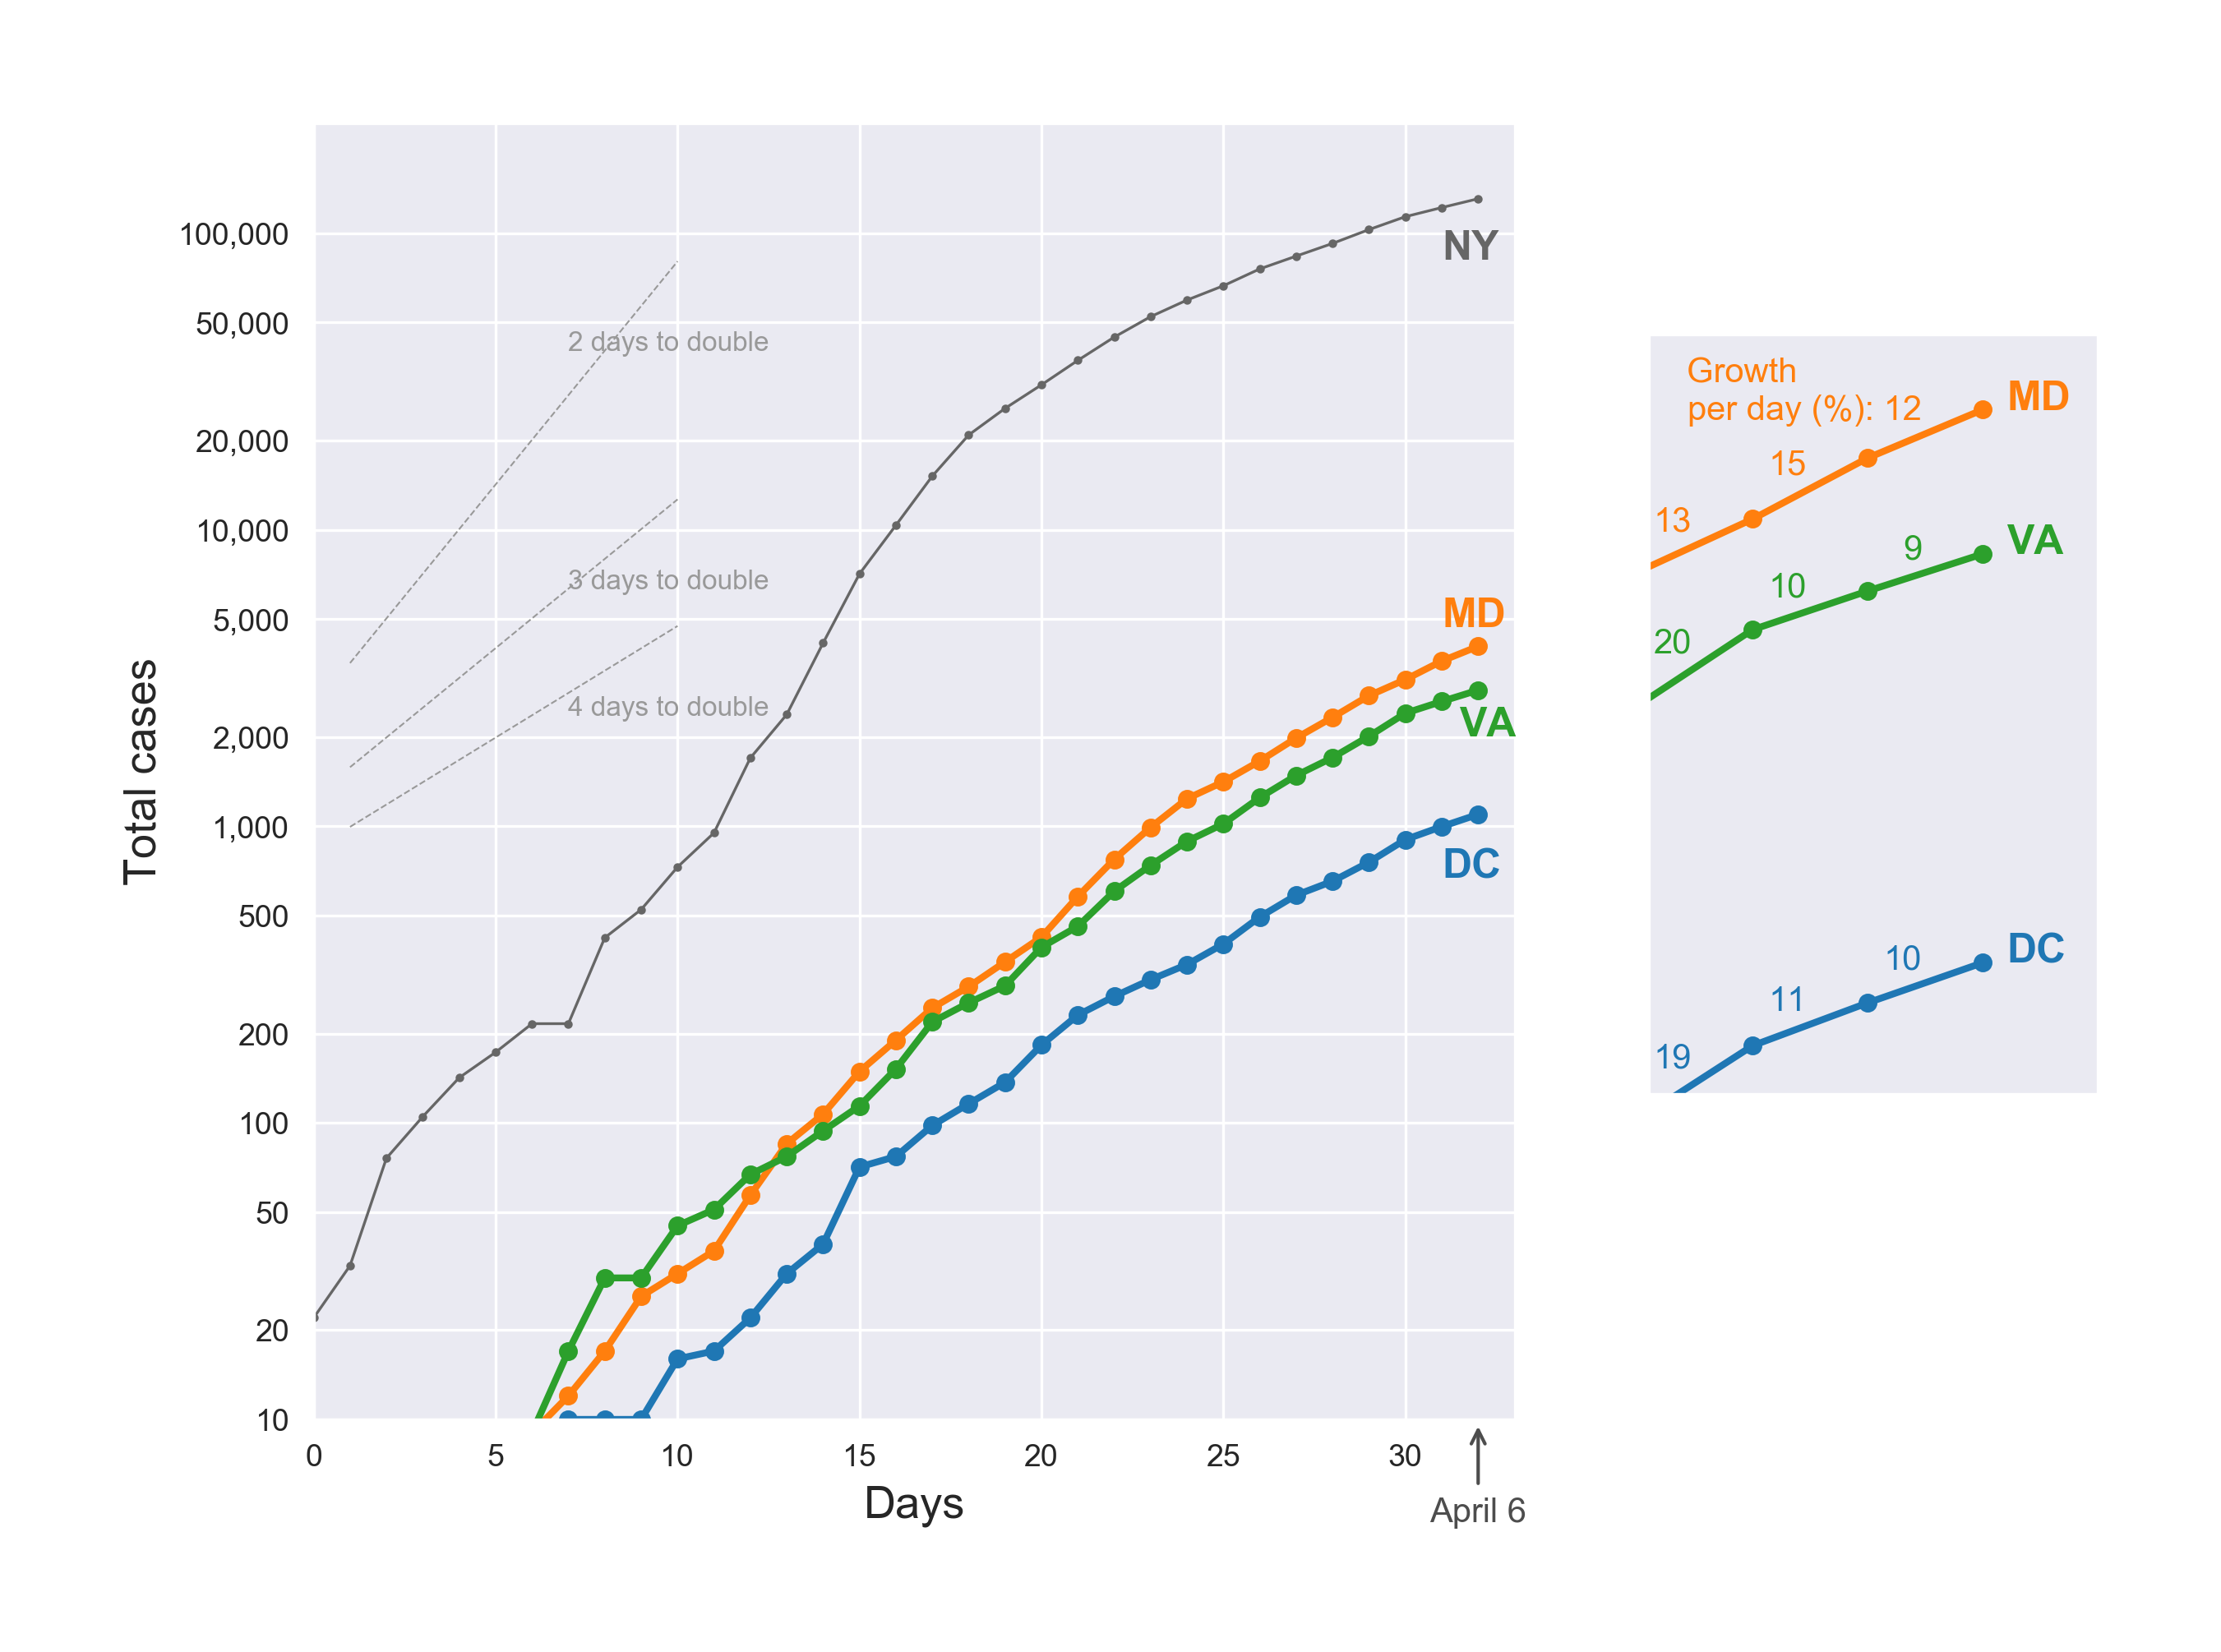 100,000
50,000
20,000
10,000
5,000
2,000
1,000
500
200
100
50
20
10
Total cases
2 days to double
3 days to double
4 days to double
NY
MD
VA
DC
0 5 10 15 20 25 30
Days
April 6
Growth
per day (%): 12
MD
15
13
VA
9
10
20
DC
10
11
19